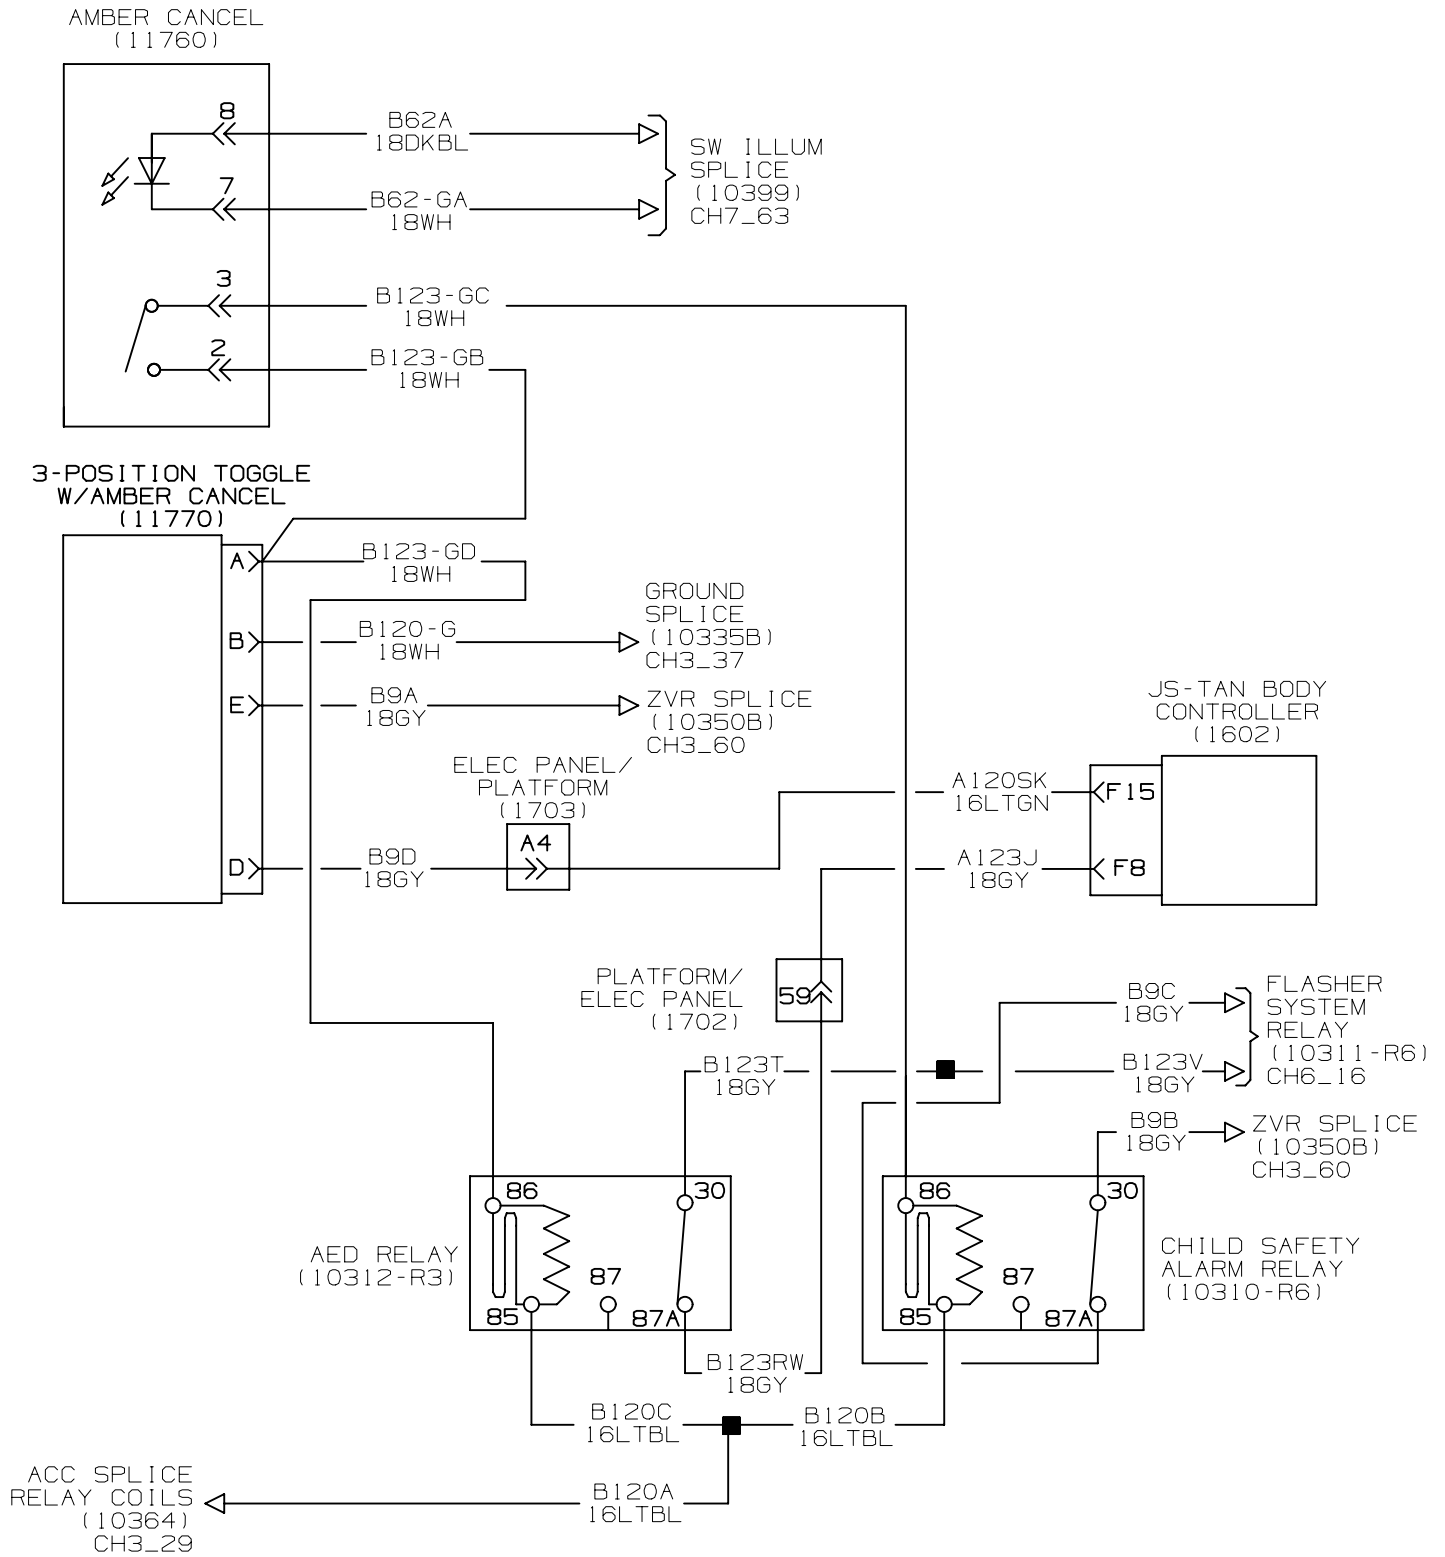 AMBER CANCEL
(11760)
8
B62A
18DKBL
7
B62-GA
18WH
SW ILLUM
SPLICE
(10399)
CH7_63
3
B123-GC
18WH
2
B123-GB
18WH
3-POSITION TOGGLE
W/AMBER CANCEL
(11770)
A
B123-GD
18WH
B
B120-G
18WH
GROUND
SPLICE
(10335B)
CH3_37
E
B9A
18GY
ZVR SPLICE
(10350B)
CH3_60
ELEC PANEL/
PLATFORM
(1703)
A4
D
B9D
18GY
JS-TAN BODY
CONTROLLER
(1602)
A120SK
16LTGN
F15
A123J
18GY
F8
PLATFORM/
ELEC PANEL
(1702)
59
B9C
18GY
FLASHER
SYSTEM
RELAY
(10311-R6)
CH6_16
B123T
18GY
B123V
18GY
B9B
18GY
ZVR SPLICE
(10350B)
CH3_60
AED RELAY
(10312-R3)
86
30
85
87
87A
86
30
85
87
87A
CHILD SAFETY
ALARM RELAY
(10310-R6)
B123RW
18GY
B120C
16LTBL
B120B
16LTBL
ACC SPLICE
RELAY COILS
(10364)
CH3_29
B120A
16LTBL